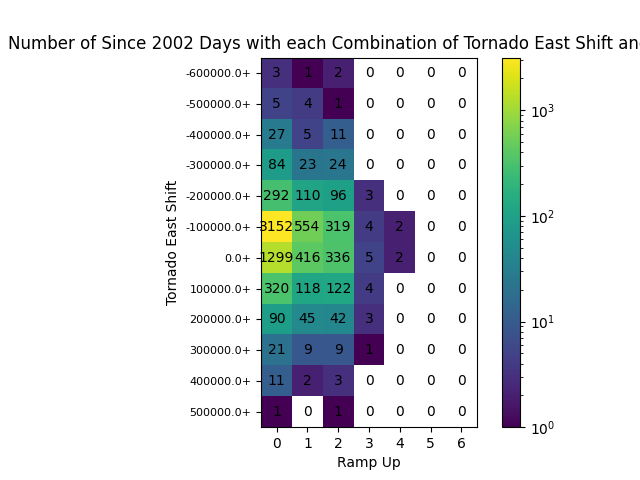 Number of Since 2002 Days with each Combination of Tornado East Shift an
Tornado East Shift
-600000.0+ 3 1 2 0 0 0 0
-500000.0+ 5 4 1 0 0 0 0
-400000.0+ 27 5 11 0 0 0 0
-300000.0+ 84 23 24 0 0 0 0
-200000.0+ 292 110 96 3 0 0 0
-100000.0+ 3152 554 319 4 2 0 0
0.0+ 1299 416 336 5 2 0 0
100000.0+ 320 118 122 4 0 0 0
200000.0+ 90 45 42 3 0 0 0
300000.0+ 21 9 9 1 0 0 0
400000.0+ 11 2 3 0 0 0 0
500000.0+ 1 0 1 0 0 0 0
0 1 2 3 4 5 6
Ramp Up
10³
10²
10¹
10⁰